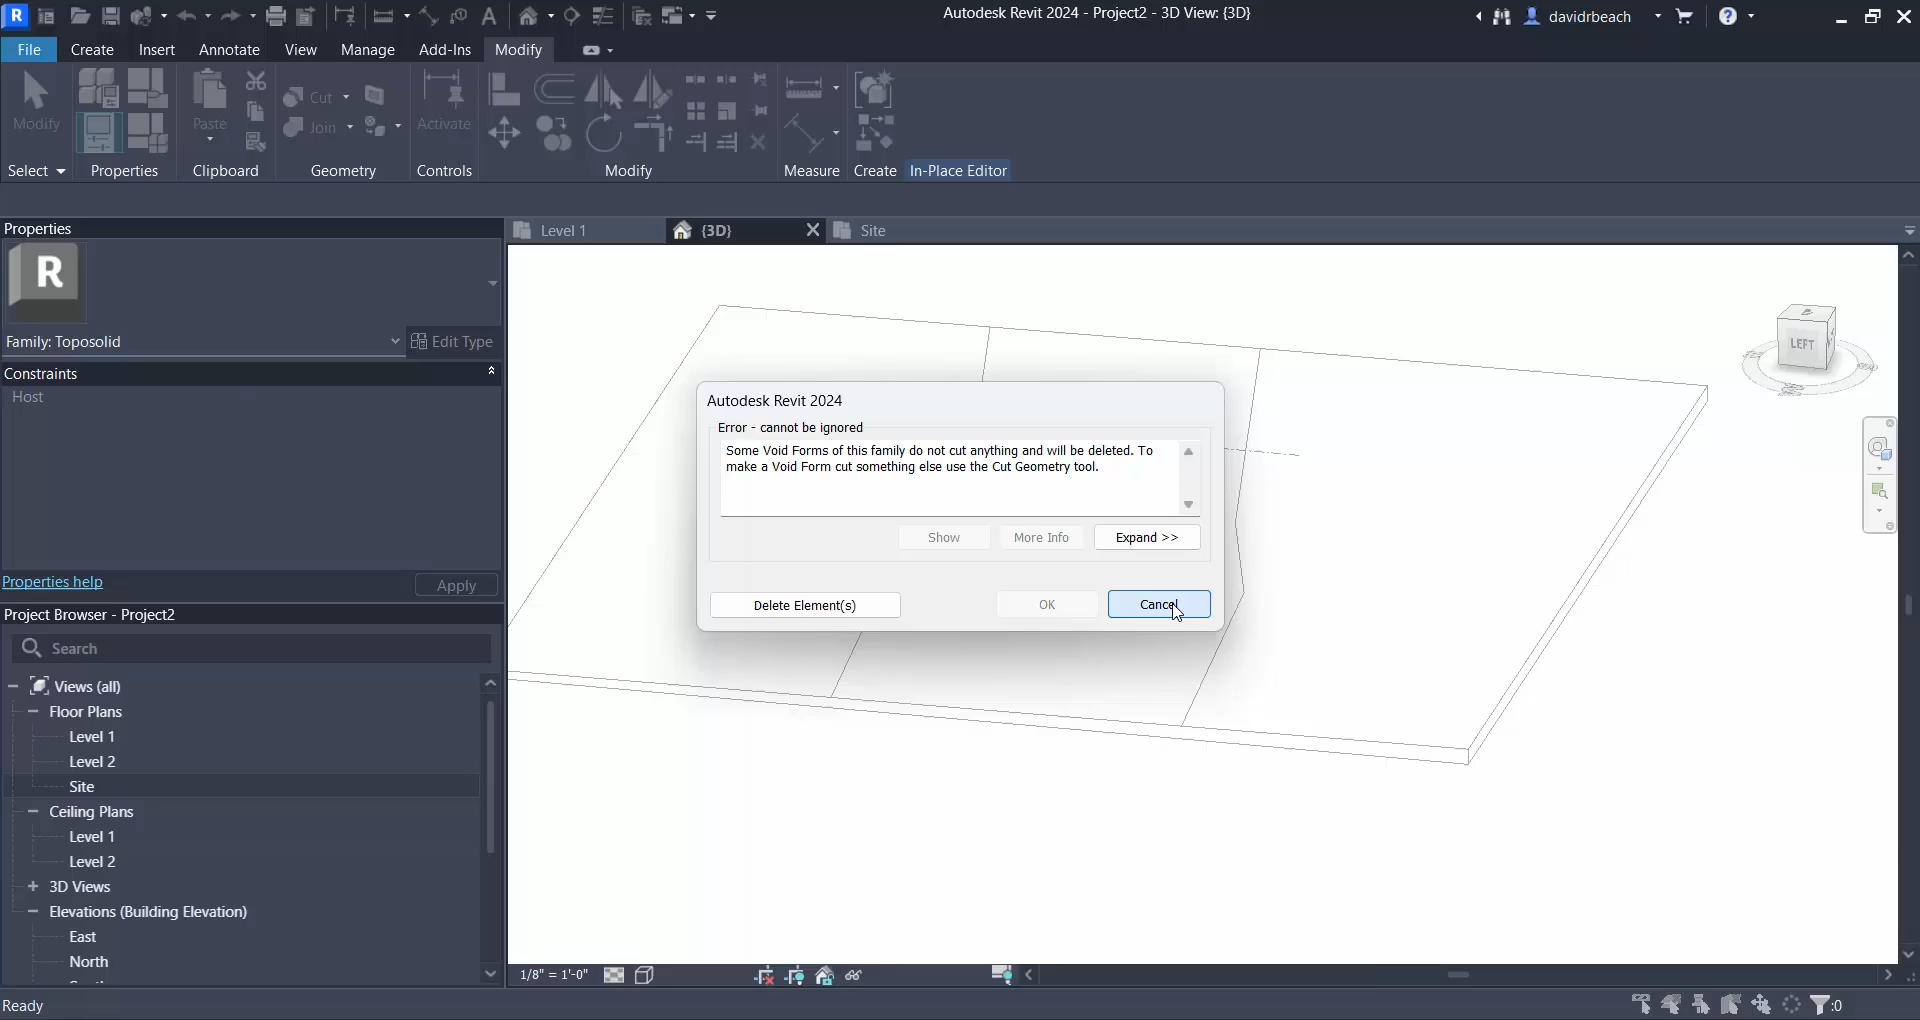 Autodesk Revit 2024 - Project2 - 3D View: {3D}
davidrbeach
File
Create
Insert
Annotate
View
Manage
Add-Ins
Modify
Modify
Paste
Cut
Join
Activate
Select
Properties
Clipboard
Geometry
Controls
Modify
Measure
Create
In-Place Editor
Properties
Level 1
{3D}
Site
R
Family: Toposolid
Edit Type
Constraints
Host
LEFT
Autodesk Revit 2024
Error - cannot be ignored
Some Void Forms of this family do not cut anything and will be deleted. To
make a Void Form cut something else use the Cut Geometry tool.
Show
More Info
Expand >>
Delete Element(s)
OK
Cancel
Properties help
Apply
Project Browser - Project2
Search
Views (all)
Floor Plans
Level 1
Level 2
Site
Ceiling Plans
Level 1
Level 2
3D Views
Elevations (Building Elevation)
East
North
1/8" = 1'-0"
Ready
:0